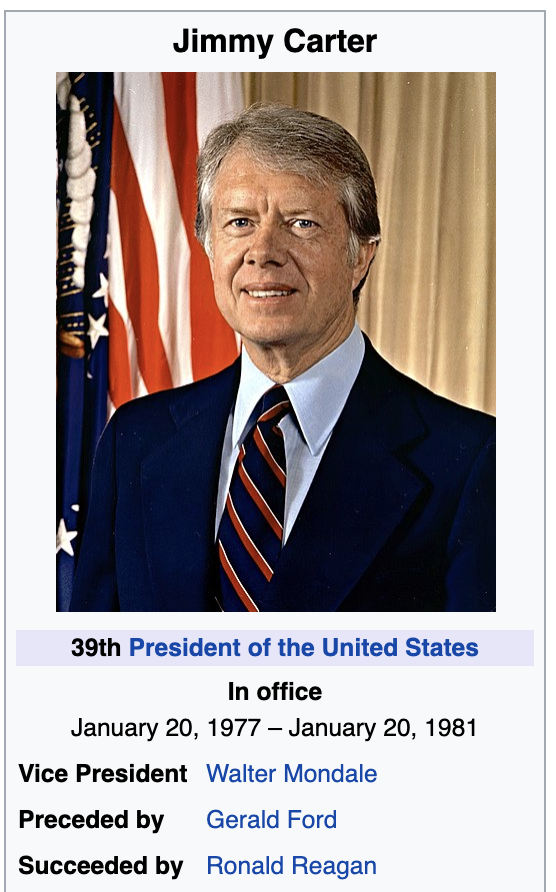 Jimmy Carter
39th President of the United States
In office
January 20, 1977 – January 20, 1981
Vice President Walter Mondale
Preceded by Gerald Ford
Succeeded by Ronald Reagan